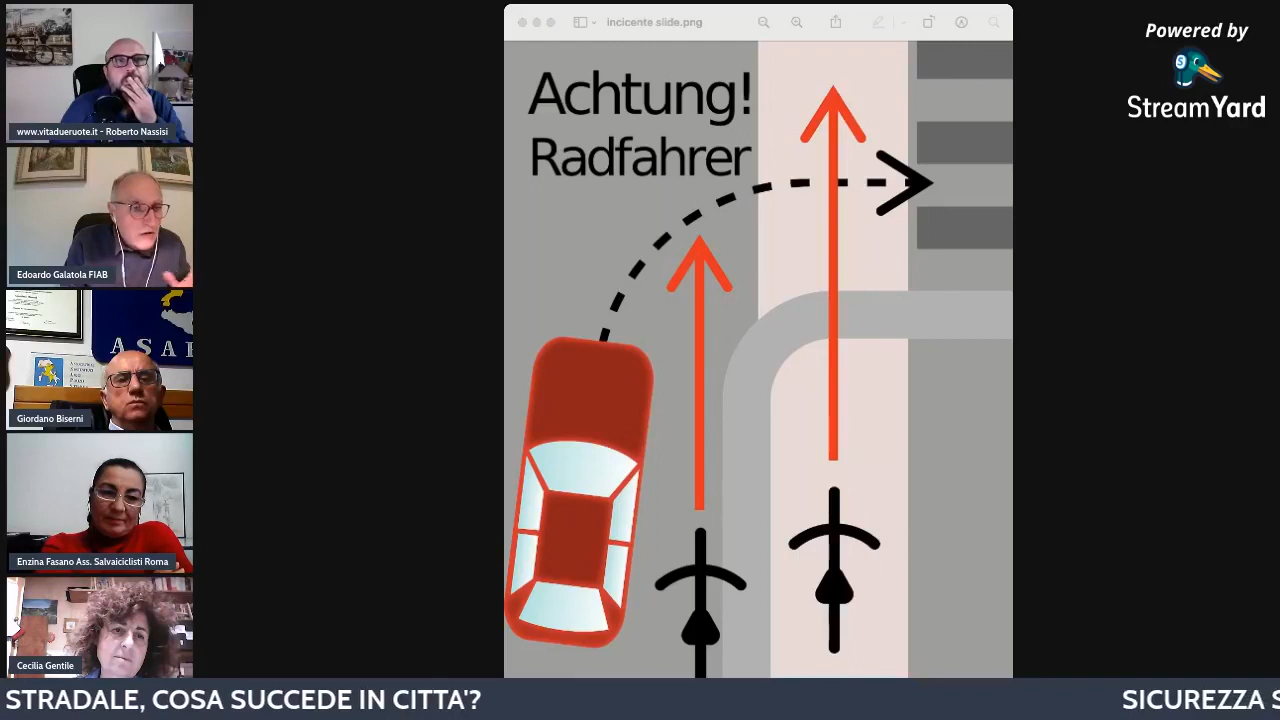 www.vitadueruote.it - Roberto Nassisi
Edoardo Galatola FIAB
Giordano Biserni
Enzina Fasano Ass. Salvaiciclisti Roma
Cecilia Gentile
incicente slide.png
Achtung!
Radfahrer
Powered by
StreamYard
STRADALE, COSA SUCCEDE IN CITTA'?
SICUREZZA S